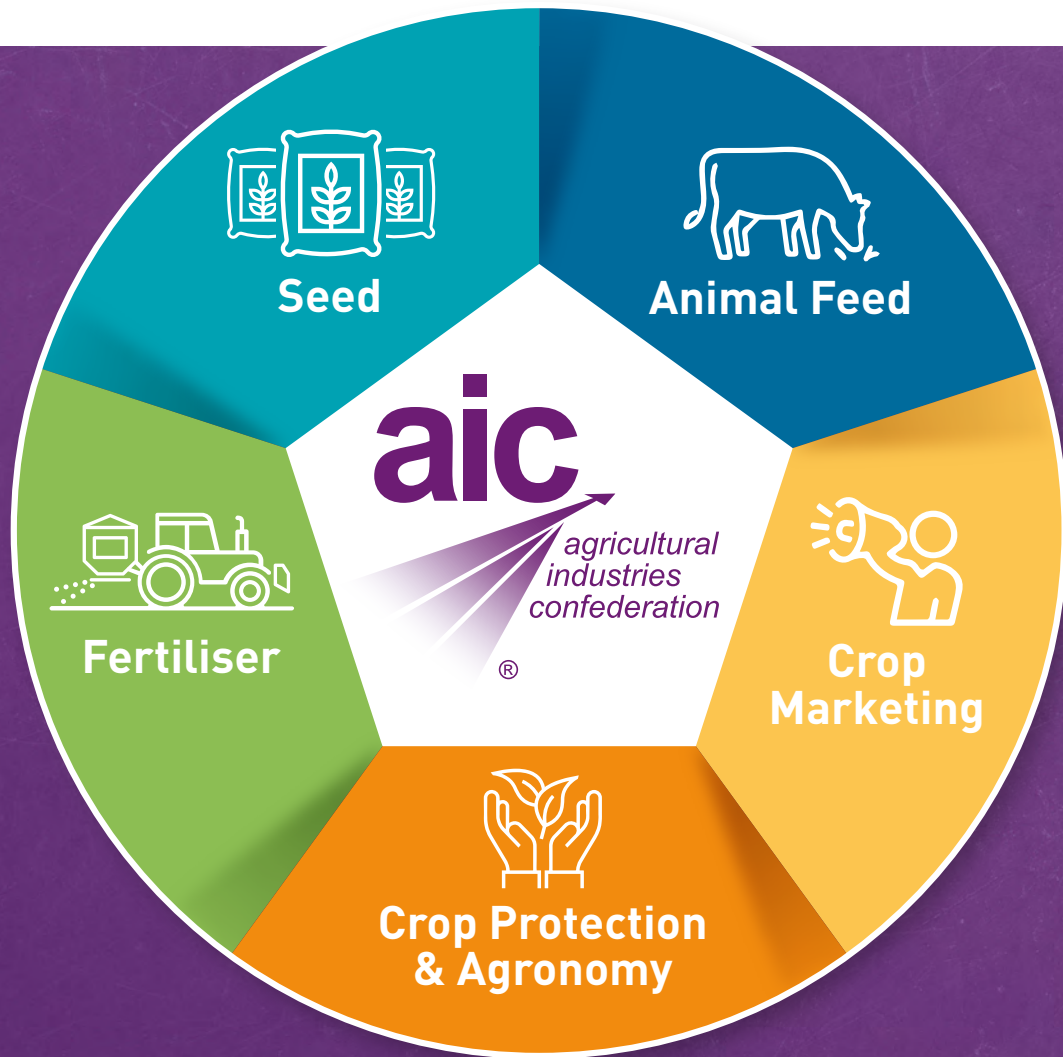 Seed
Animal Feed
aic
agricultural
industries
confederation
®
Fertiliser
Crop
Marketing
Crop Protection
& Agronomy